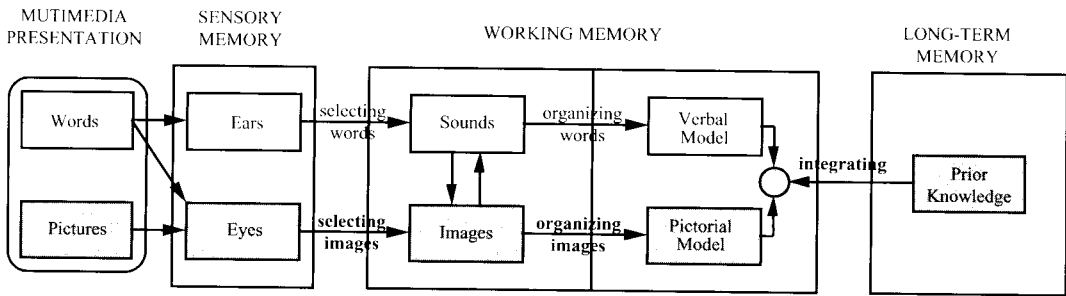 MUTIMEDIA
PRESENTATION
SENSORY
MEMORY
WORKING MEMORY
LONG-TERM
MEMORY
Words
Pictures
Ears
Eyes
selecting
words
selecting
images
Sounds
Images
organizing
words
organizing
images
Verbal
Model
Pictorial
Model
integrating
Prior
Knowledge